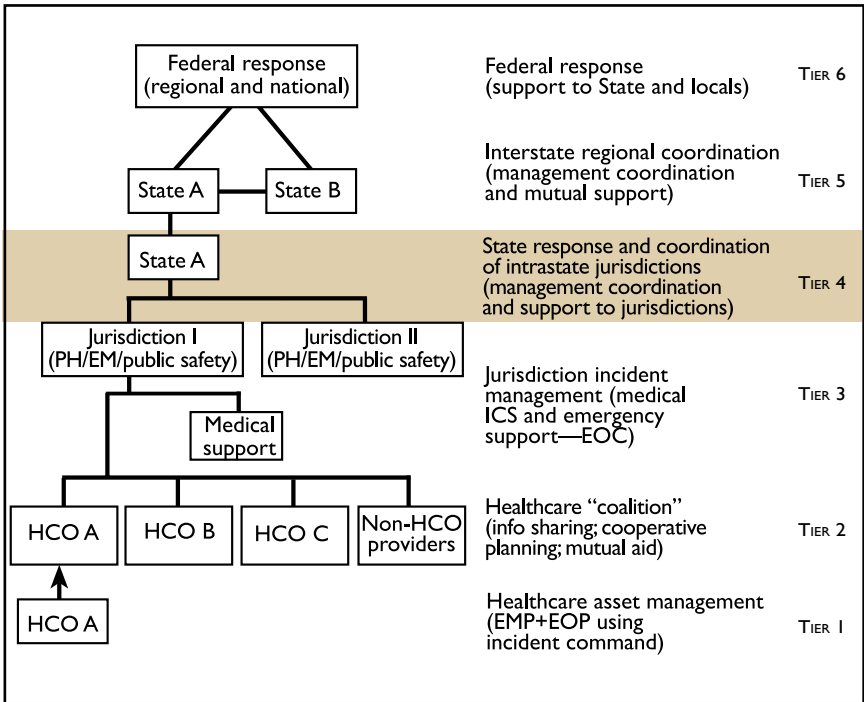 Federal response
(regional and national)
Federal response
(support to State and locals)
TIER 6
State A
State B
Interstate regional coordination
(management coordination
and mutual support)
TIER 5
State A
State response and coordination
of intrastate jurisdictions
(management coordination
and support to jurisdictions)
TIER 4
Jurisdiction I
(PH/EM/public safety)
Jurisdiction II
(PH/EM/public safety)
Medical
support
Jurisdiction incident
management (medical
ICS and emergency
support—EOC)
TIER 3
HCO A
HCO B
HCO C
Non-HCO
providers
Healthcare “coalition”
(info sharing; cooperative
planning; mutual aid)
TIER 2
HCO A
Healthcare asset management
(EMP+EOP using
incident command)
TIER 1